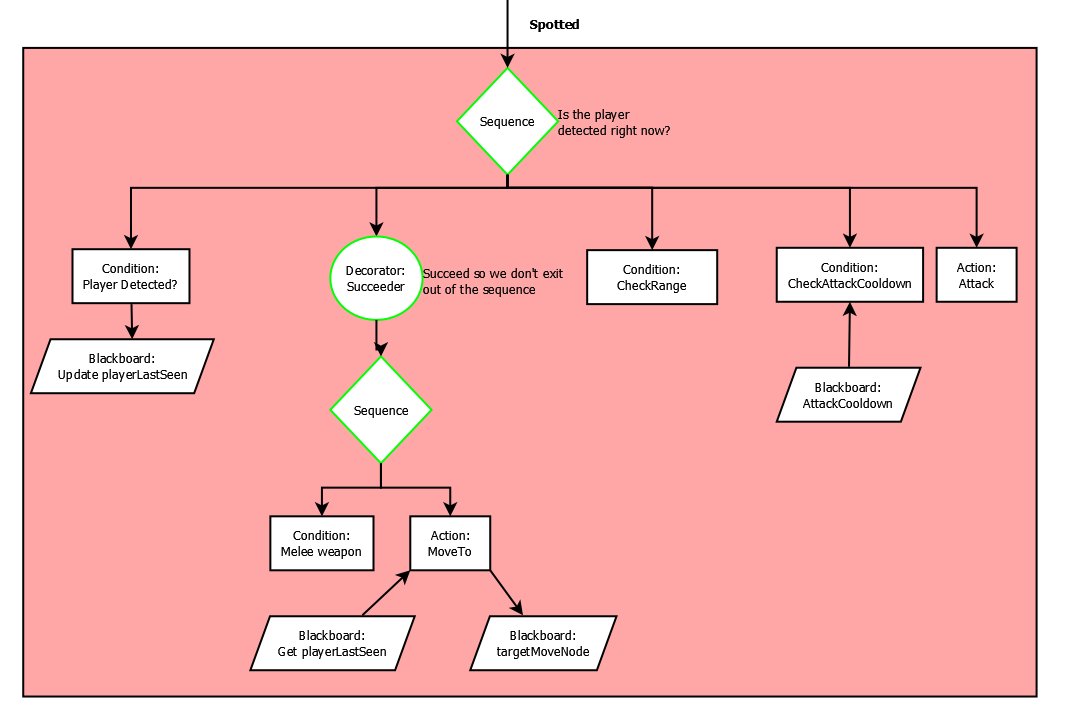 Spotted
Sequence
Is the player
detected right now?
Condition:
Player Detected?
Decorator:
Succeeder
Succeed so we don't exit
out of the sequence
Condition:
CheckRange
Condition:
CheckAttackCooldown
Action:
Attack
Blackboard:
Update playerLastSeen
Blackboard:
AttackCooldown
Sequence
Condition:
Melee weapon
Action:
MoveTo
Blackboard:
Get playerLastSeen
Blackboard:
targetMoveNode